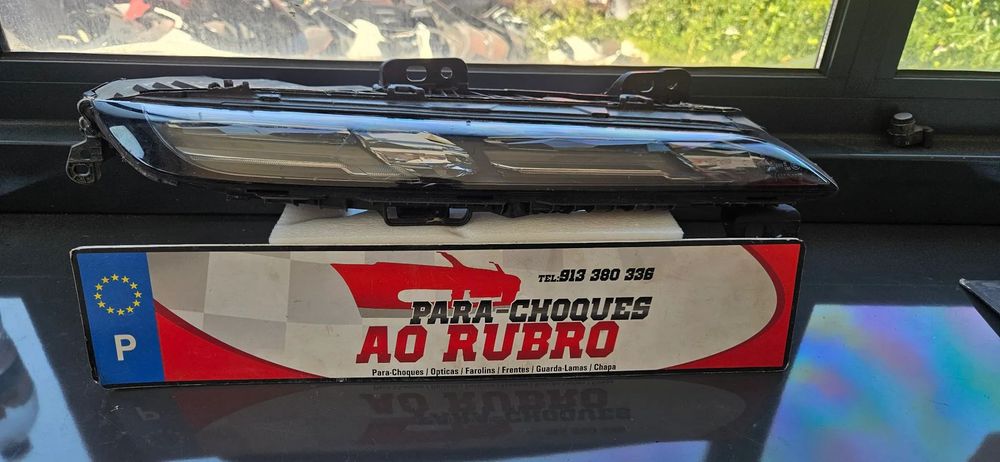 P
TEL:913 380 336
PARA-CHOQUES
AO RUBRO
Para-Choques / Opticas / Farolins / Frentes / Guarda-Lamas / Chapa